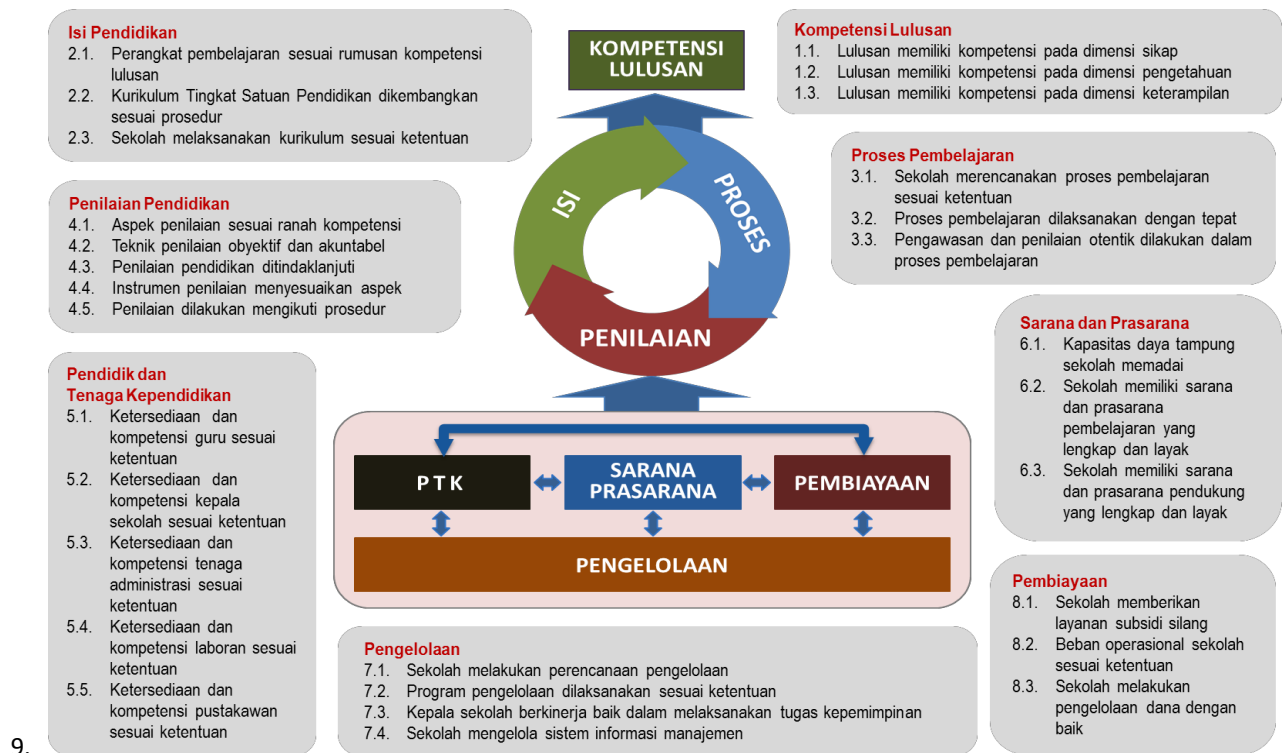 Isi Pendidikan
2.1. Perangkat pembelajaran sesuai rumusan kompetensi
lulusan
2.2. Kurikulum Tingkat Satuan Pendidikan dikembangkan
sesuai prosedur
2.3. Sekolah melaksanakan kurikulum sesuai ketentuan
KOMPETENSI
LULUSAN
Kompetensi Lulusan
1.1. Lulusan memiliki kompetensi pada dimensi sikap
1.2. Lulusan memiliki kompetensi pada dimensi pengetahuan
1.3. Lulusan memiliki kompetensi pada dimensi keterampilan
Penilaian Pendidikan
4.1. Aspek penilaian sesuai ranah kompetensi
4.2. Teknik penilaian obyektif dan akuntabel
4.3. Penilaian pendidikan ditindaklanjuti
4.4. Instrumen penilaian menyesuaikan aspek
4.5. Penilaian dilakukan mengikuti prosedur
ISI
PROSES
PENILAIAN
Proses Pembelajaran
3.1. Sekolah merencanakan proses pembelajaran
sesuai ketentuan
3.2. Proses pembelajaran dilaksanakan dengan tepat
3.3. Pengawasan dan penilaian otentik dilakukan dalam
proses pembelajaran
Pendidik dan
Tenaga Kependidikan
5.1. Ketersediaan dan
kompetensi guru sesuai
ketentuan
5.2. Ketersediaan dan
kompetensi kepala
sekolah sesuai ketentuan
5.3. Ketersediaan dan
kompetensi tenaga
administrasi sesuai
ketentuan
5.4. Ketersediaan dan
kompetensi laboran sesuai
ketentuan
5.5. Ketersediaan dan
kompetensi pustakawan
sesuai ketentuan
P T K
SARANA
PRASARANA
PEMBIAYAAN
PENGELOLAAN
Sarana dan Prasarana
6.1. Kapasitas daya tampung
sekolah memadai
6.2. Sekolah memiliki sarana
dan prasarana
pembelajaran yang
lengkap dan layak
6.3. Sekolah memiliki sarana
dan prasarana pendukung
yang lengkap dan layak
Pengelolaan
7.1. Sekolah melakukan perencanaan pengelolaan
7.2. Program pengelolaan dilaksanakan sesuai ketentuan
7.3. Kepala sekolah berkinerja baik dalam melaksanakan tugas kepemimpinan
7.4. Sekolah mengelola sistem informasi manajemen
Pembiayaan
8.1. Sekolah memberikan
layanan subsidi silang
8.2. Beban operasional sekolah
sesuai ketentuan
8.3. Sekolah melakukan
pengelolaan dana dengan
baik
9.